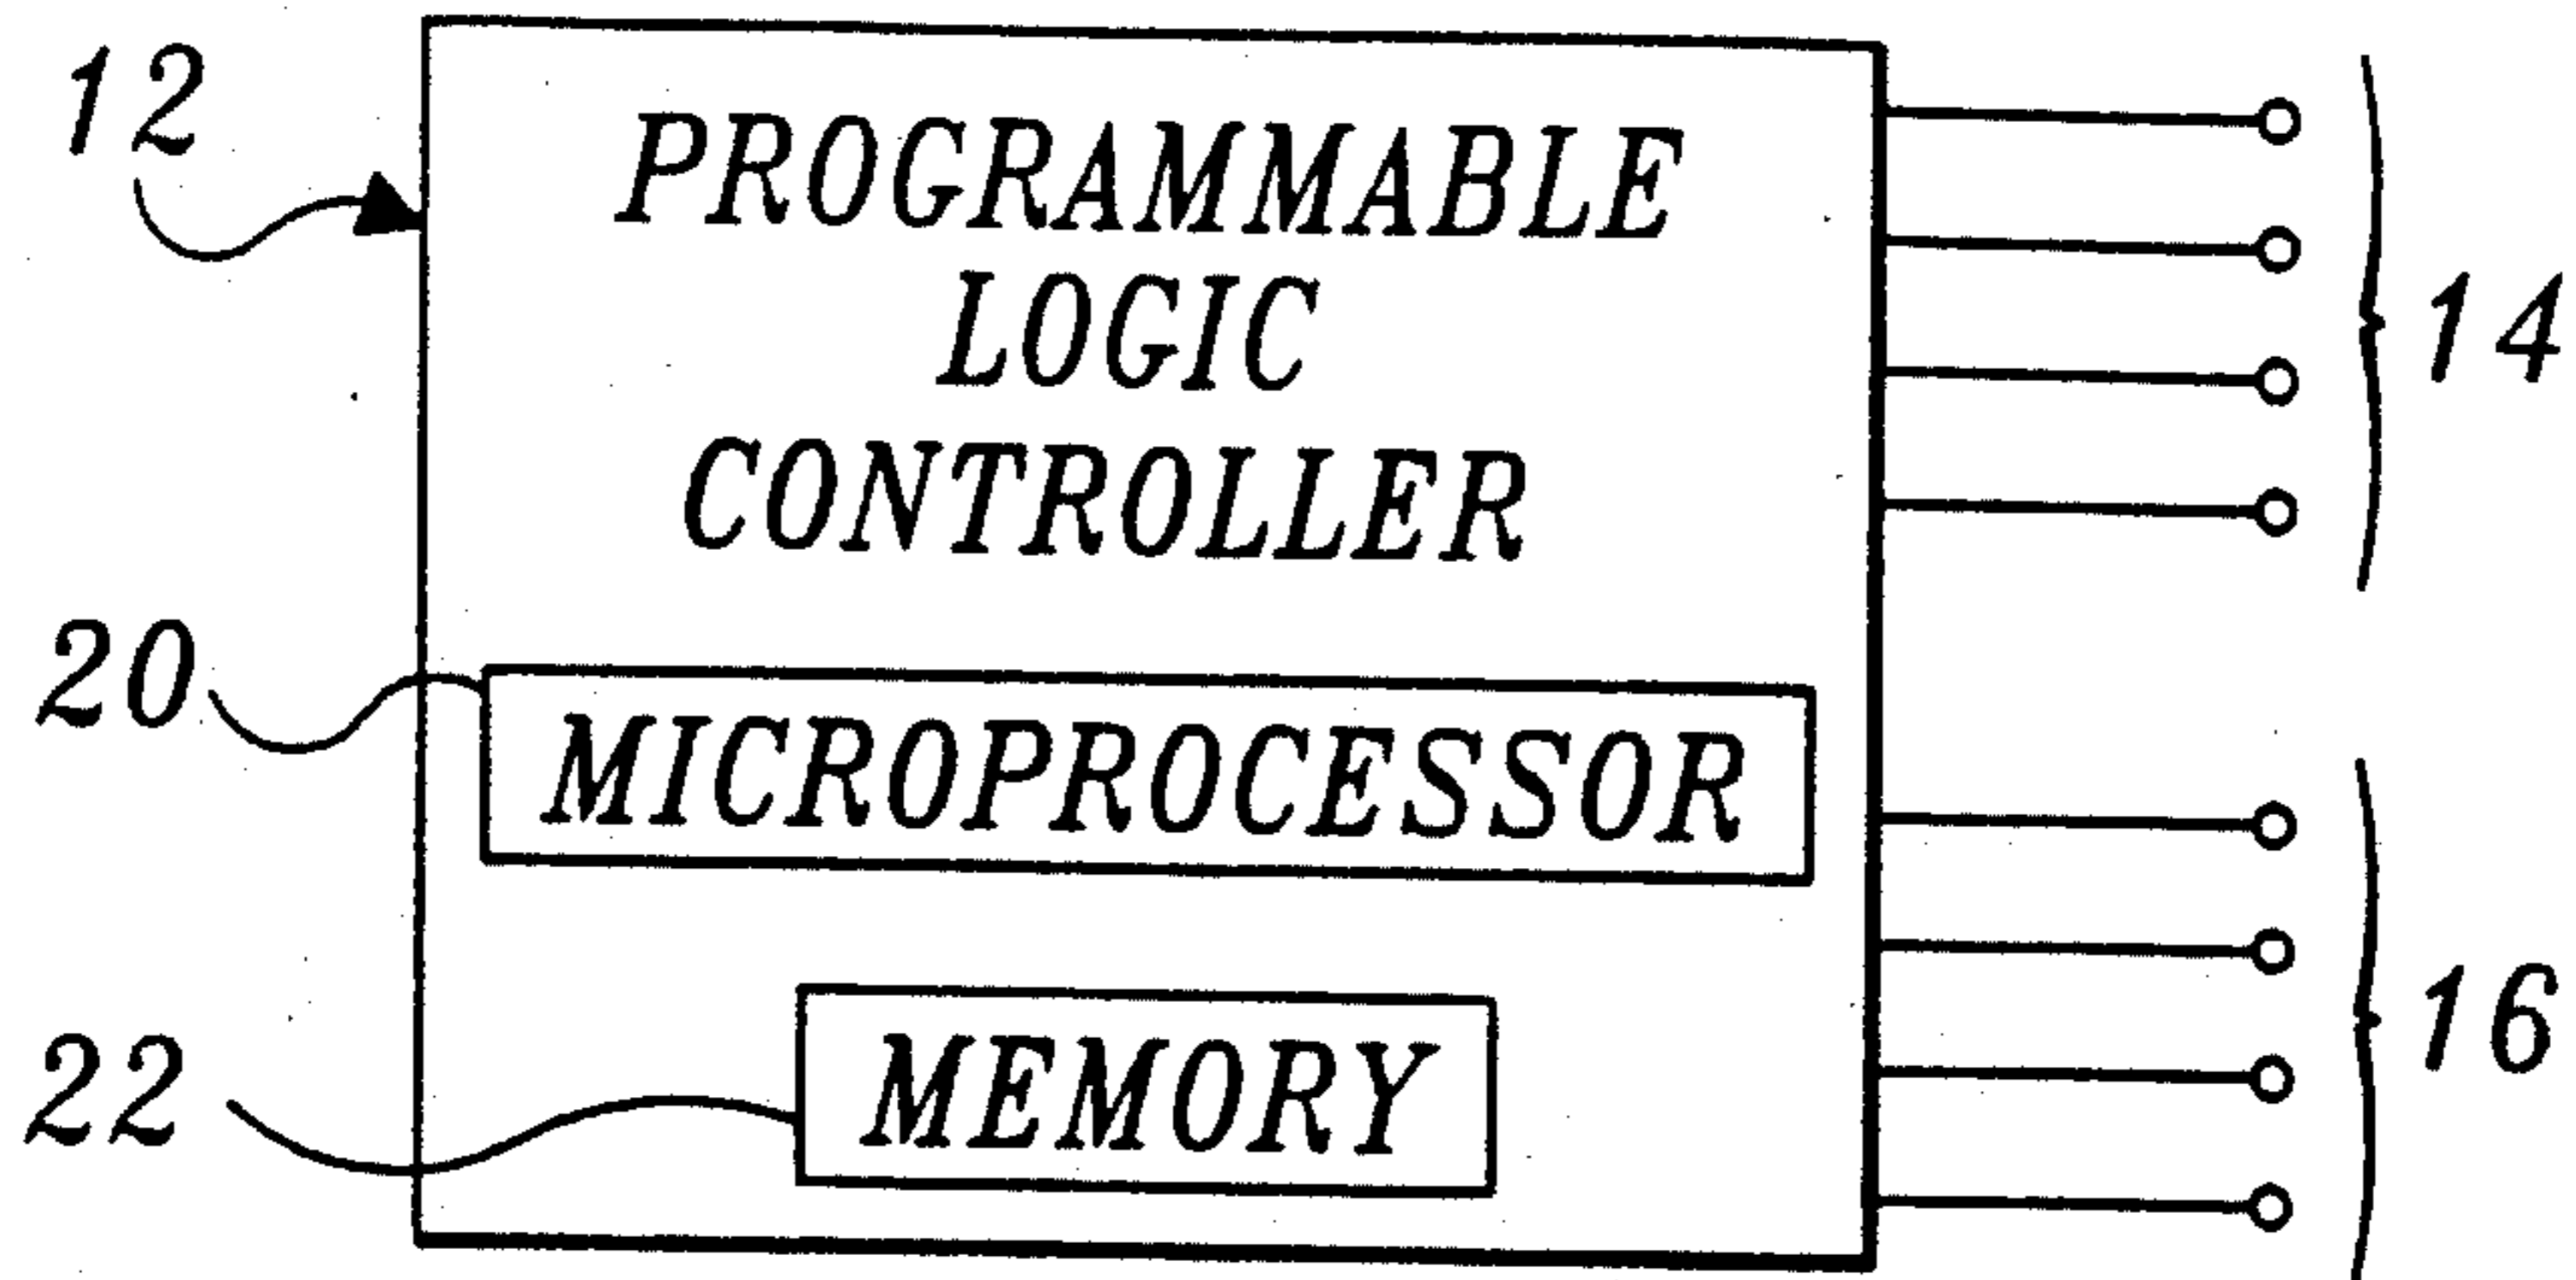 12
PROGRAMMABLE
LOGIC
CONTROLLER
14
20
MICROPROCESSOR
16
22
MEMORY